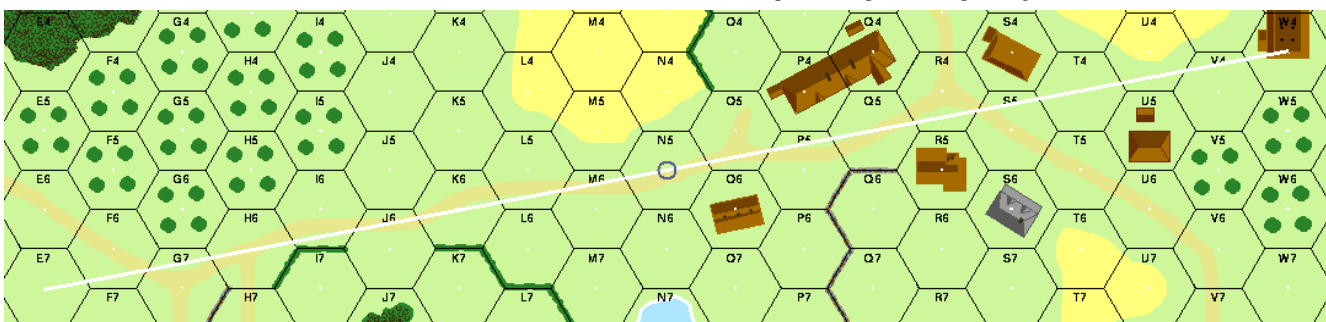 E4 G4 I4 K4 M4 O4 Q4 S4 U4 W4
F4 H4 J4 L4 N4 P4 R4 T4 V4
E5 G5 I5 K5 M5 O5 Q5 S5 U5 W5
F5 H5 J5 L5 N5 P5 R5 T5 V5
E6 G6 I6 K6 M6 O6 Q6 S6 U6 W6
F6 H6 J6 L6 N6 P6 R6 T6 V6
E7 G7 I7 K7 M7 O7 Q7 S7 U7 W7
F7 H7 J7 L7 N7 P7 R7 T7 V7